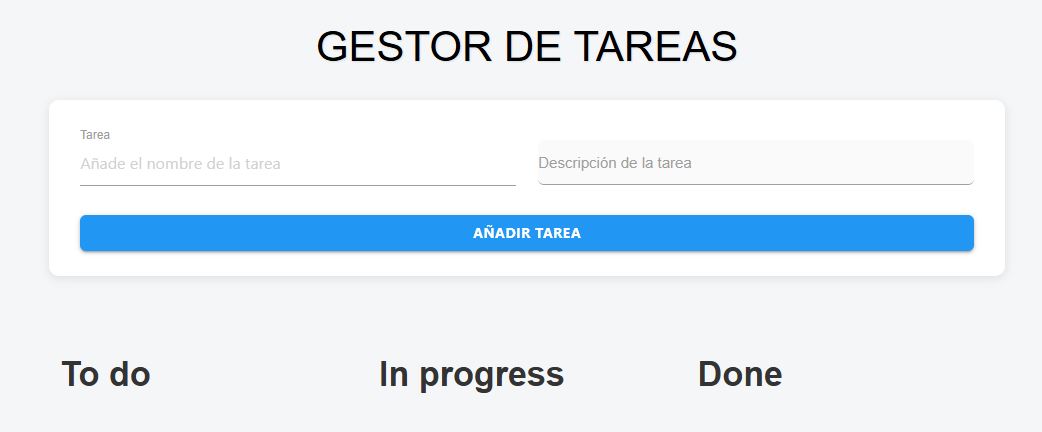 GESTOR DE TAREAS
Tarea
Añade el nombre de la tarea
Descripción de la tarea
AÑADIR TAREA
To do
In progress
Done